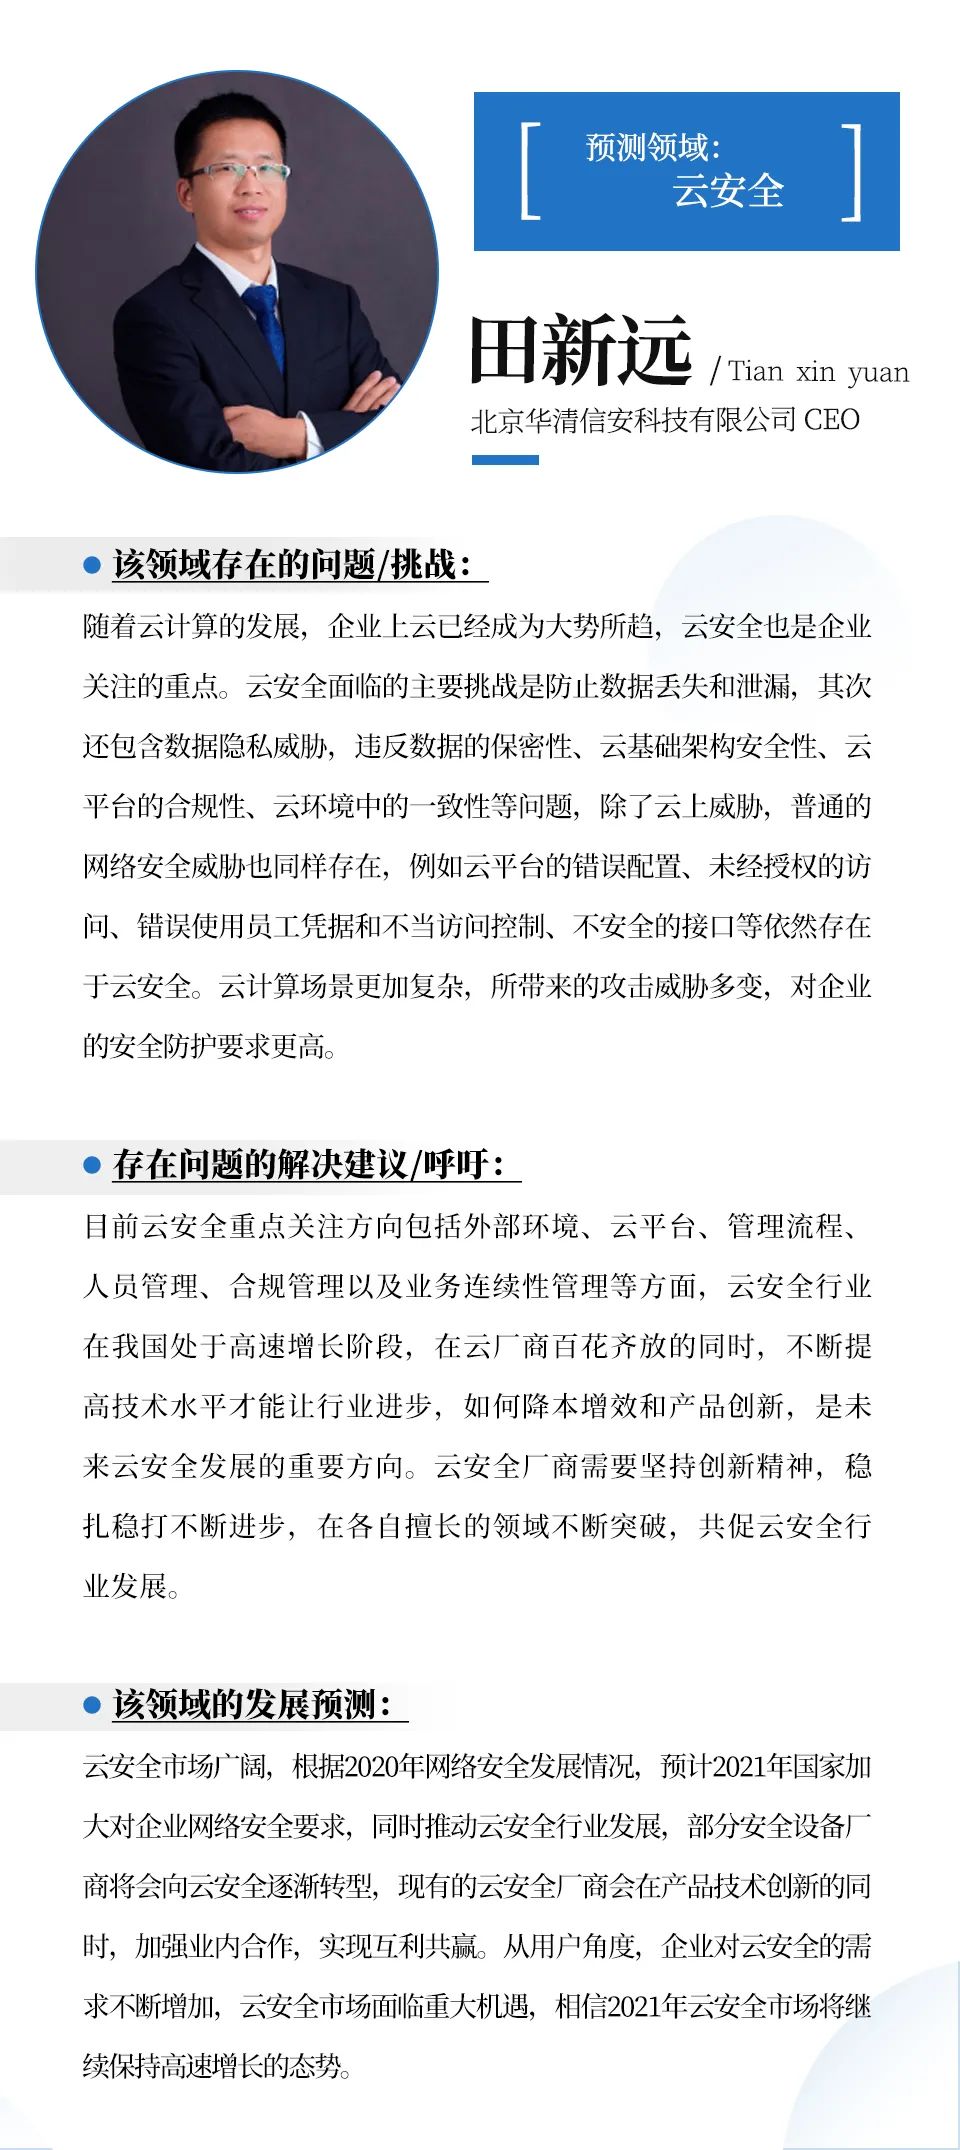 预测领域：
云安全
田新远 / Tian xin yuan
北京华清信安科技有限公司 CEO
该领域存在的问题/挑战：
随着云计算的发展，企业上云已经成为大势所趋，云安全也是企业
关注的重点。云安全面临的主要挑战是防止数据丢失和泄漏，其次
还包含数据隐私威胁，违反数据的保密性、云基础架构安全性、云
平台的合规性、云环境中的一致性等问题，除了云上威胁，普通的
网络安全威胁也同样存在，例如云平台的错误配置、未经授权的访
问、错误使用员工凭据和不当访问控制、不安全的接口等依然存在
于云安全。云计算场景更加复杂，所带来的攻击威胁多变，对企业
的安全防护要求更高。
存在问题的解决建议/呼吁：
目前云安全重点关注方向包括外部环境、云平台、管理流程、
人员管理、合规管理以及业务连续性管理等方面，云安全行业
在我国处于高速增长阶段，在云厂商百花齐放的同时，不断提
高技术水平才能让行业进步，如何降本增效和产品创新，是未
来云安全发展的重要方向。云安全厂商需要坚持创新精神，稳
扎稳打不断进步，在各自擅长的领域不断突破，共促云安全行
业发展。
该领域的发展预测：
云安全市场广阔，根据2020年网络安全发展情况，预计2021年国家加
大对企业网络安全要求，同时推动云安全行业发展，部分安全设备厂
商将会向云安全逐渐转型，现有的云安全厂商会在产品技术创新的同
时，加强业内合作，实现互利共赢。从用户角度，企业对云安全的需
求不断增加，云安全市场面临重大机遇，相信2021年云安全市场将继
续保持高速增长的态势。